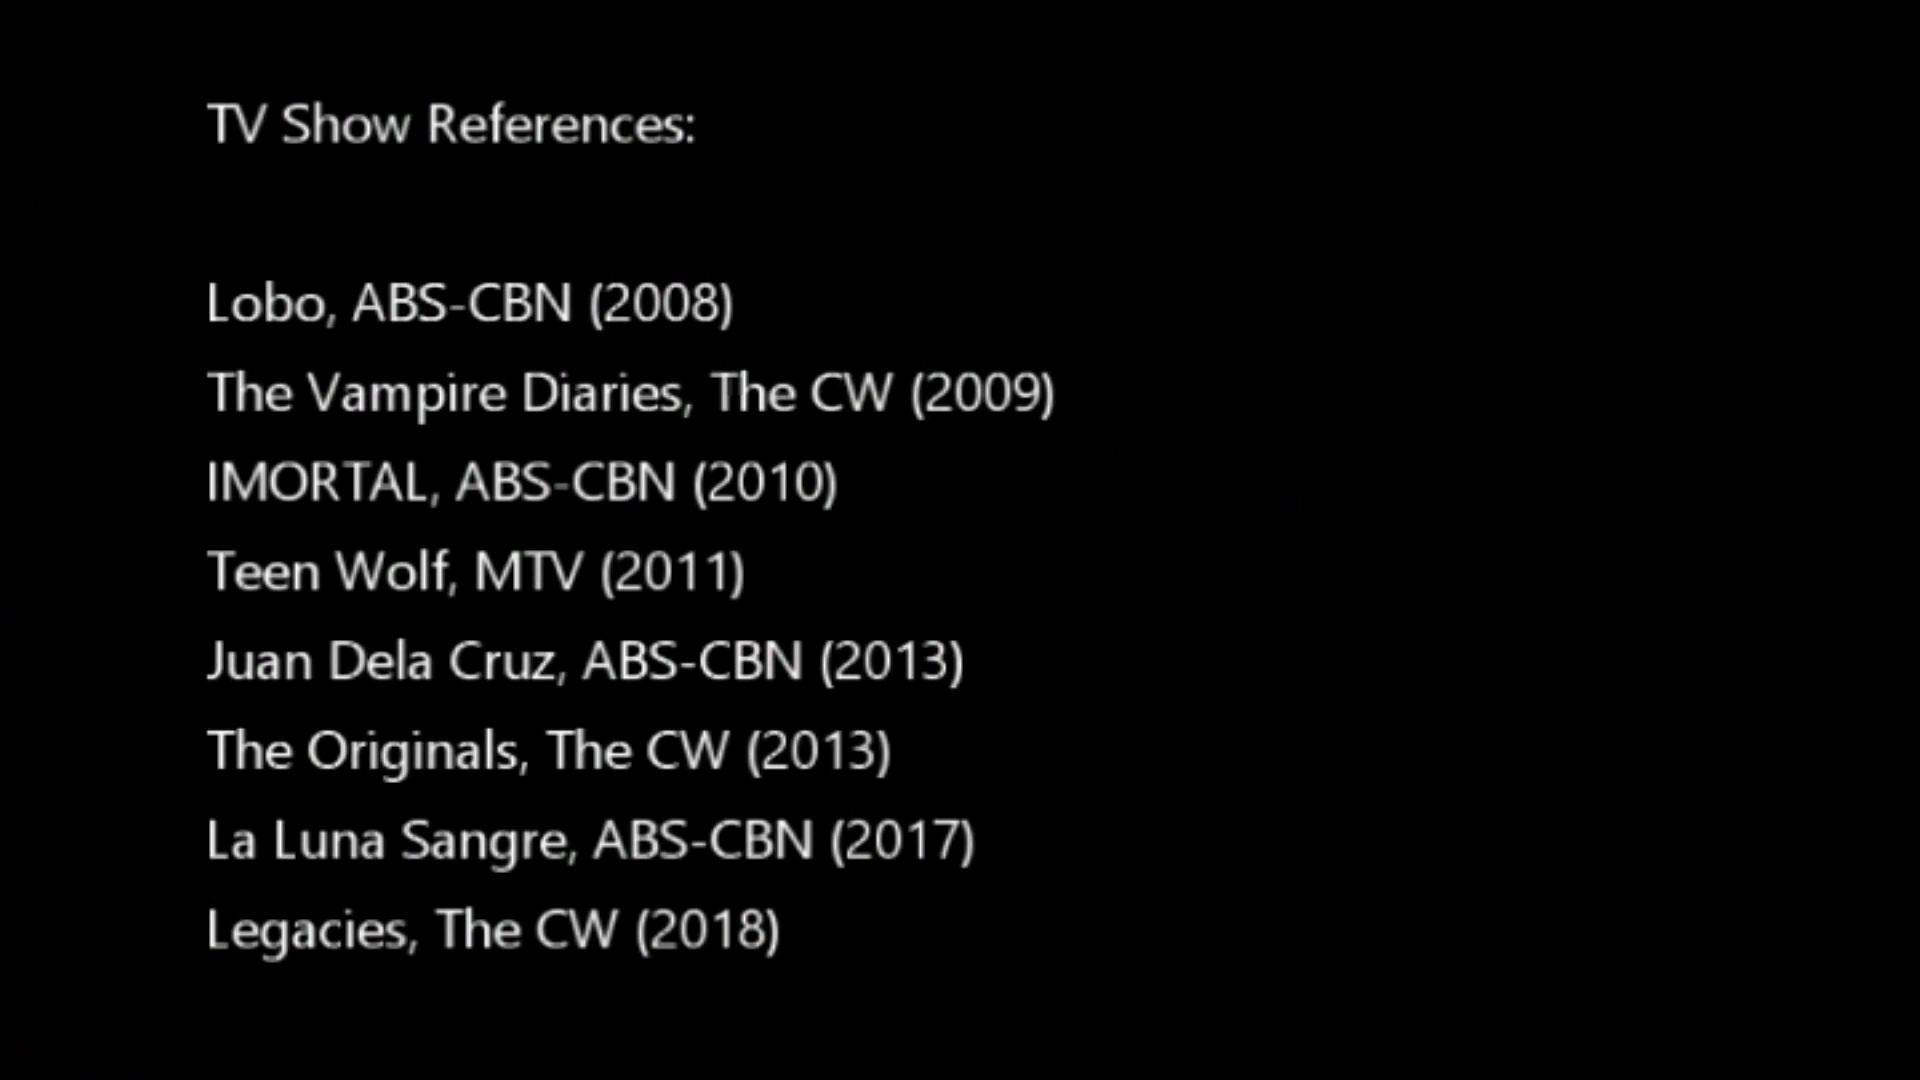 TV Show References:
Lobo, ABS-CBN (2008)
The Vampire Diaries, The CW (2009)
IMORTAL, ABS-CBN (2010)
Teen Wolf, MTV (2011)
Juan Dela Cruz, ABS-CBN (2013)
The Originals, The CW (2013)
La Luna Sangre, ABS-CBN (2017)
Legacies, The CW (2018)